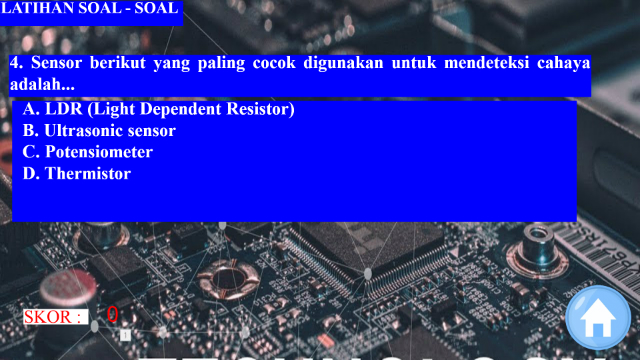 LATIHAN SOAL - SOAL
4. Sensor berikut yang paling cocok digunakan untuk mendeteksi cahaya
adalah...
A. LDR (Light Dependent Resistor)
B. Ultrasonic sensor
C. Potensiometer
D. Thermistor
SKOR : 0
1